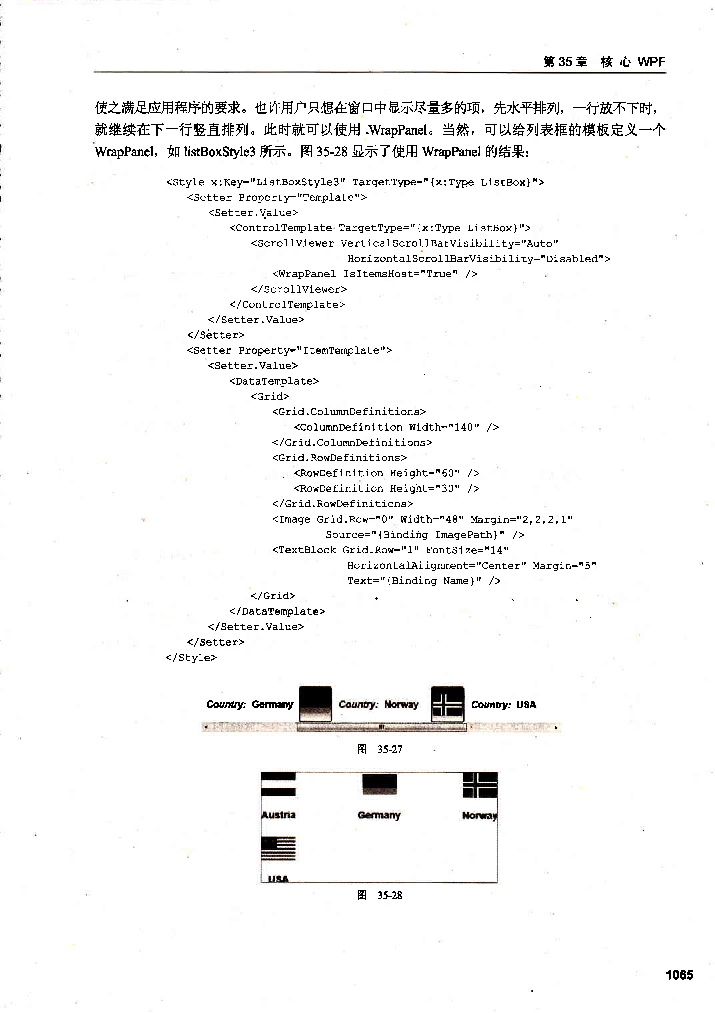 第35章 核 心 WPF
使之满足应用程序的要求。也许用户只想在窗口中显示尽量多的项，先水平排列，一行放不下时，
就继续在下一行竖直排列。此时就可以使用 .WrapPanel。当然，可以给列表框的模板定义一个
WrapPanel，如 listBoxStyle3 所示。图 35-28 显示了使用 WrapPanel 的结果：
<Style x:Key="ListBoxStyle3" TargetType="{x:Type ListBox}">
<Setter Property="Template">
<Setter.Value>
<ControlTemplate TargetType="{x:Type ListBox}">
<ScrollViewer VerticalScrollBarVisibility="Auto"
HorizontalScrollBarVisibility="Disabled">
<WrapPanel IsItemsHost="True" />
</ScrollViewer>
</ControlTemplate>
</Setter.Value>
</Setter>
<Setter Property="ItemTemplate">
<Setter.Value>
<DataTemplate>
<Grid>
<Grid.ColumnDefinitions>
<ColumnDefinition Width="140" />
</Grid.ColumnDefinitions>
<Grid.RowDefinitions>
<RowDefinition Height="60" />
<RowDefinition Height="30" />
</Grid.RowDefinitions>
<Image Grid.Row="0" Width="48" Margin="2,2,2,1"
Source="{Binding ImagePath}" />
<TextBlock Grid.Row="1" FontSize="14"
HorizontalAlignment="Center" Margin="5"
Text="{Binding Name}" />
</Grid>
</DataTemplate>
</Setter.Value>
</Setter>
</Style>
Country: Germany Country: Norway Country: USA
图 35-27
Austria Germany Norway
USA
图 35-28
1065